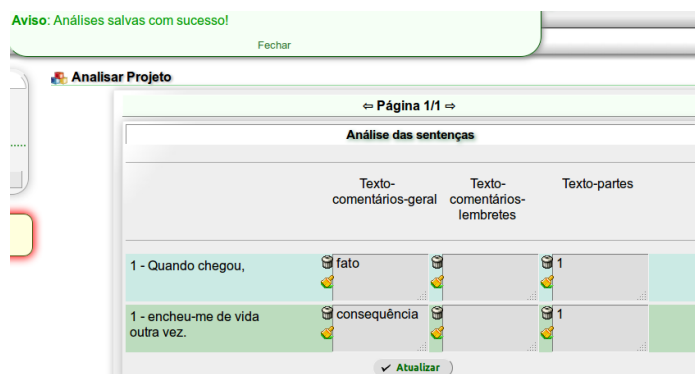 Aviso: Análises salvas com sucesso!
Fechar
Analisar Projeto
⇦ Página 1/1 ⇨
Análise das sentenças
Texto-comentários-geral Texto-comentários-lembretes Texto-partes
1 - Quando chegou, fato 1
1 - encheu-me de vida outra vez. consequência 1
✓ Atualizar